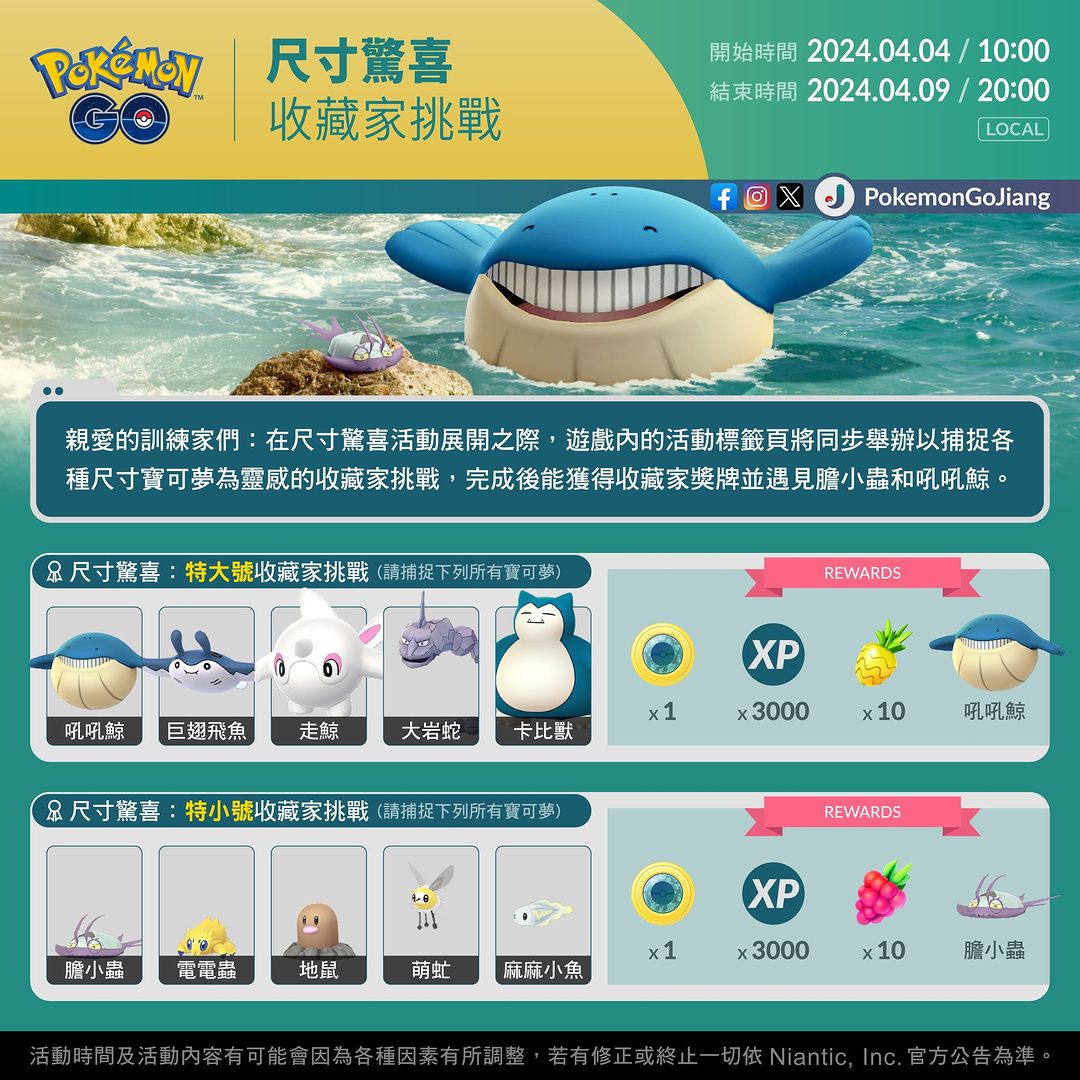 POKéMON
GO
TM
尺寸驚喜
收藏家挑戰
開始時間 2024.04.04 / 10:00
結束時間 2024.04.09 / 20:00
LOCAL
PokemonGoJiang
親愛的訓練家們：在尺寸驚喜活動展開之際，遊戲內的活動標籤頁將同步舉辦以捕捉各
種尺寸寶可夢為靈感的收藏家挑戰，完成後能獲得收藏家獎牌並遇見膽小蟲和吼吼鯨。
尺寸驚喜：特大號收藏家挑戰 (請捕捉下列所有寶可夢)
吼吼鯨 巨翅飛魚 走鯨 大岩蛇 卡比獸
REWARDS
XP
x 1 x 3000 x 10 吼吼鯨
尺寸驚喜：特小號收藏家挑戰 (請捕捉下列所有寶可夢)
膽小蟲 電電蟲 地鼠 萌虻 麻麻小魚
REWARDS
XP
x 1 x 3000 x 10 膽小蟲
活動時間及活動內容有可能會因為各種因素有所調整，若有修正或終止一切依 Niantic, Inc. 官方公告為準。